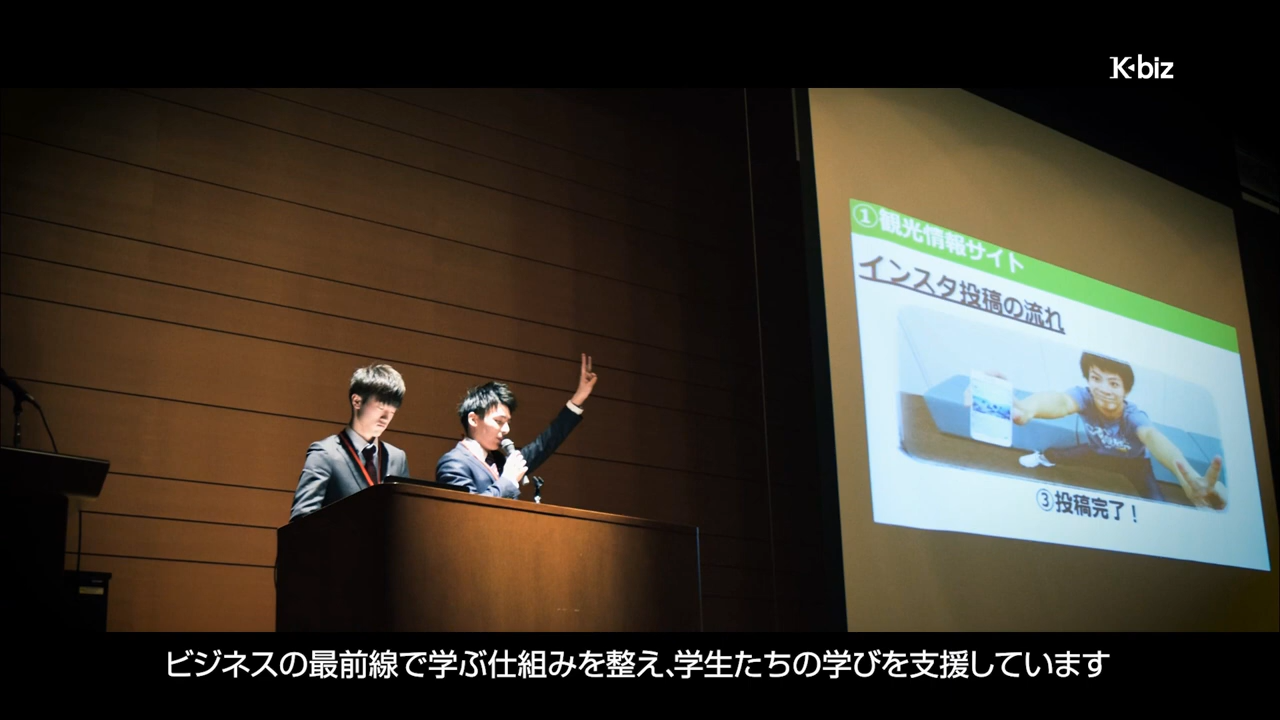 K-biz
①観光情報サイト
インスタ投稿の流れ
③投稿完了！
ビジネスの最前線で学ぶ仕組みを整え、学生たちの学びを支援しています